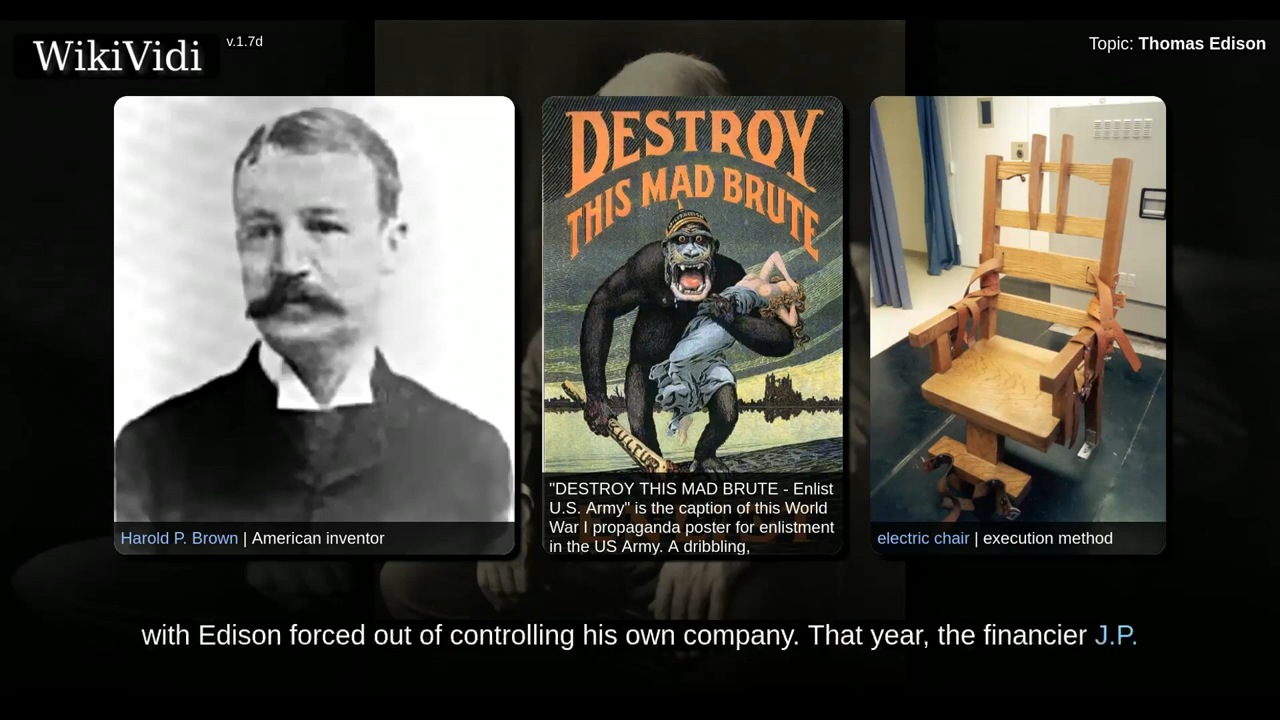 WikiVidi
v.1.7d
Topic: Thomas Edison
DESTROY
THIS MAD BRUTE
MILITARISM
KULTUR
"DESTROY THIS MAD BRUTE - Enlist
U.S. Army" is the caption of this World
War I propaganda poster for enlistment
in the US Army. A dribbling,
Harold P. Brown | American inventor
electric chair | execution method
with Edison forced out of controlling his own company. That year, the financier J.P.